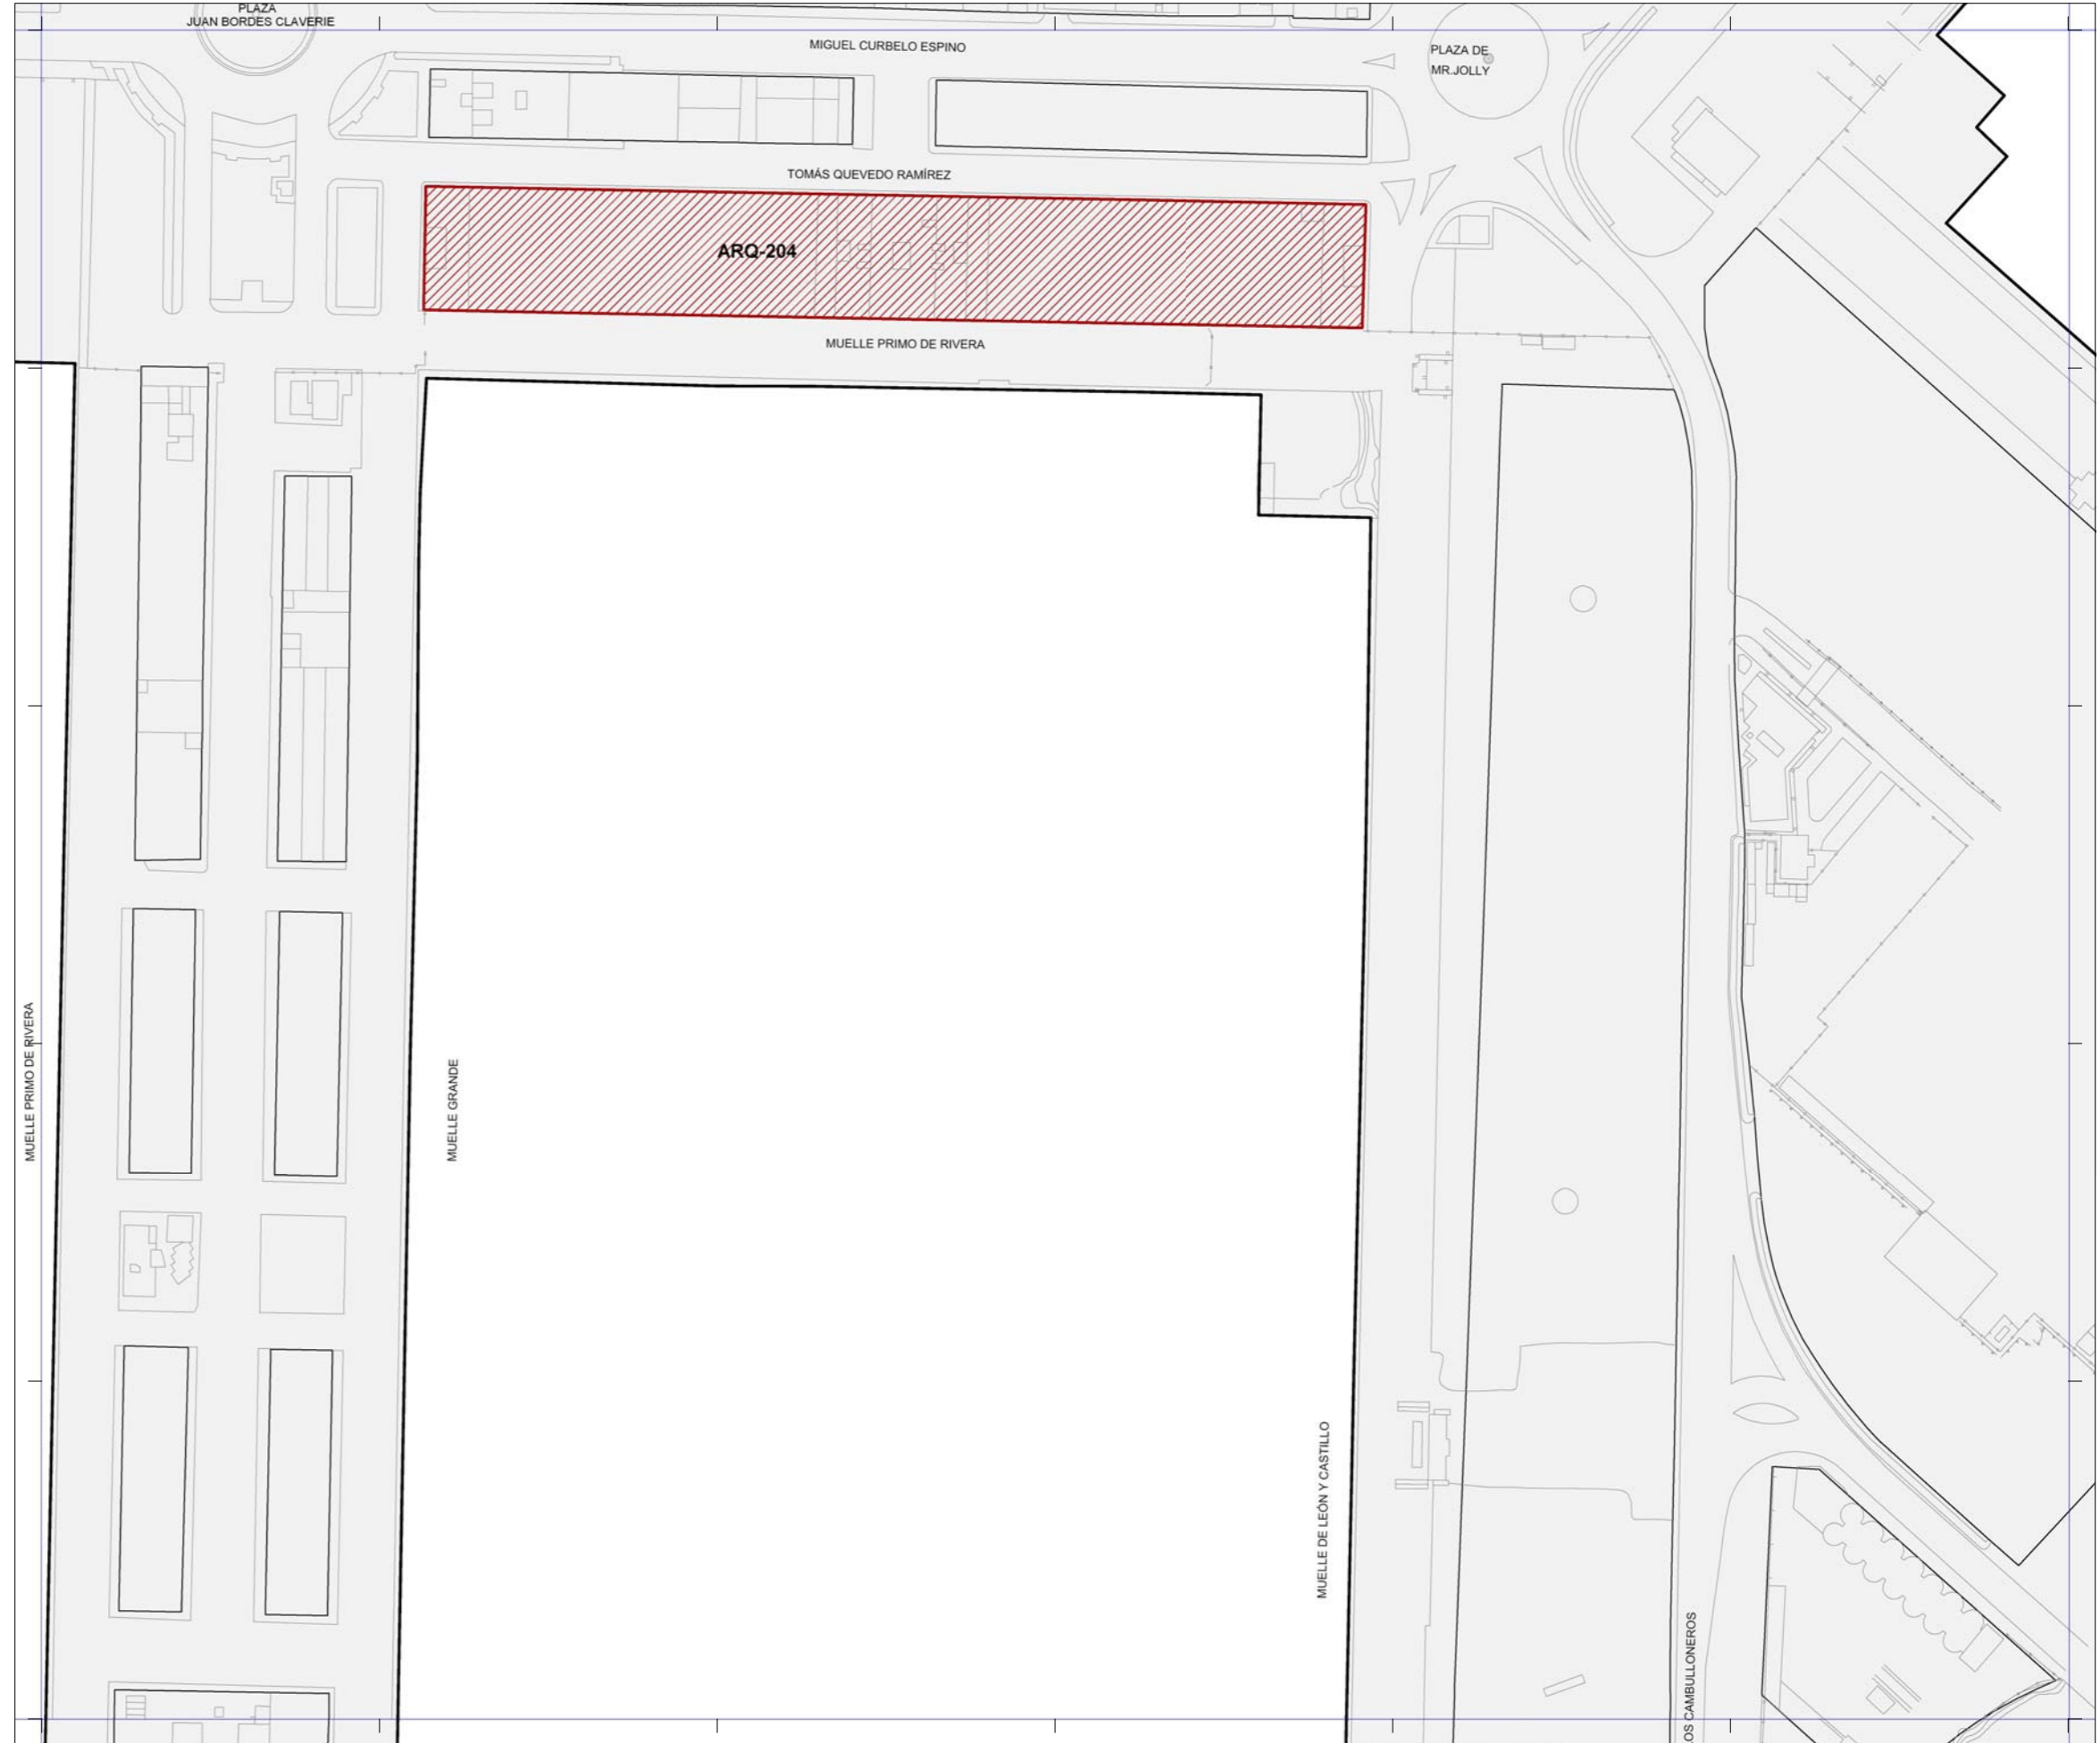 PLAZA
JUAN BORDES CLAVERIE
MIGUEL CURBELO ESPINO
PLAZA DE
MR.JOLLY
TOMÁS QUEVEDO RAMÍREZ
ARQ-204
MUELLE PRIMO DE RIVERA
MUELLE PRIMO DE RIVERA
MUELLE GRANDE
MUELLE DE LEÓN Y CASTILLO
OS CAMBULLONEROS